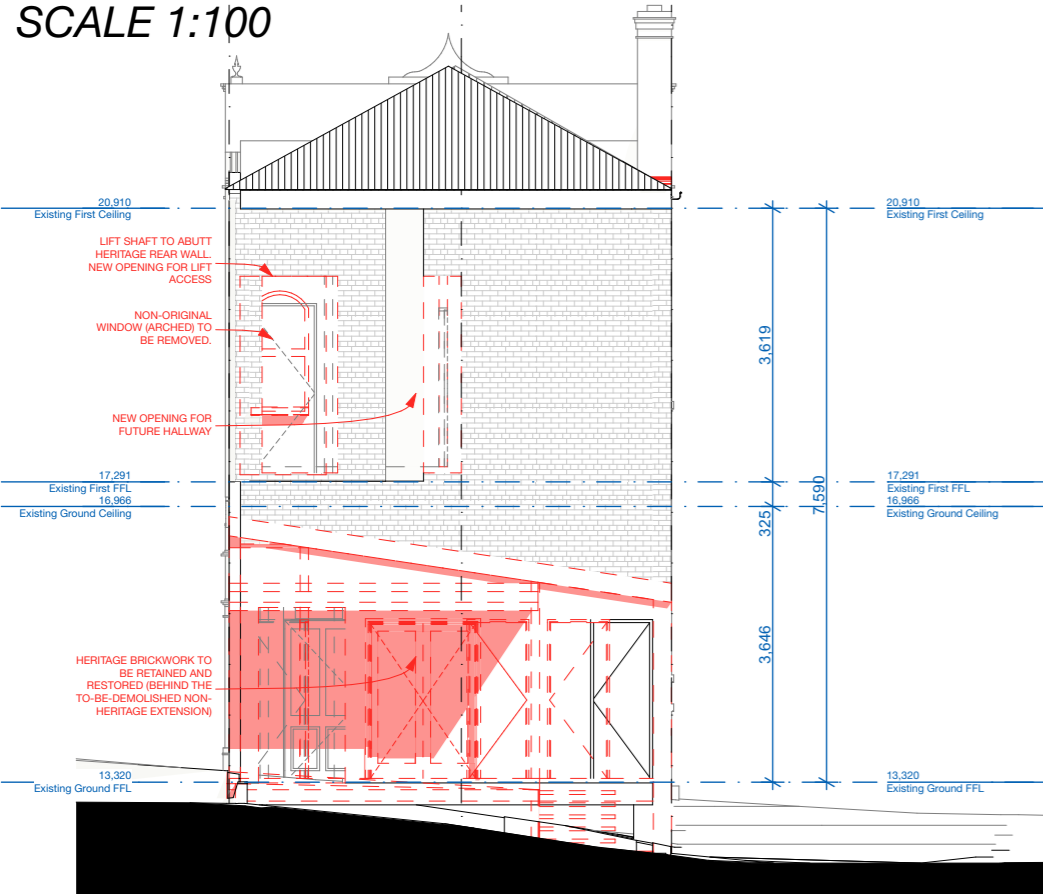 SCALE 1:100
20,910
Existing First Ceiling
20,910
Existing First Ceiling
LIFT SHAFT TO ABUTT
HERITAGE REAR WALL.
NEW OPENING FOR LIFT
ACCESS
NON-ORIGINAL
WINDOW (ARCHED) TO
BE REMOVED.
3,619
NEW OPENING FOR
FUTURE HALLWAY
17,291
Existing First FFL
16,966
Existing Ground Ceiling
7,590
325
17,291
Existing First FFL
16,966
Existing Ground Ceiling
3,646
HERITAGE BRICKWORK TO
BE RETAINED AND
RESTORED (BEHIND THE
TO-BE-DEMOLISHED NON-
HERITAGE EXTENSION)
13,320
Existing Ground FFL
13,320
Existing Ground FFL